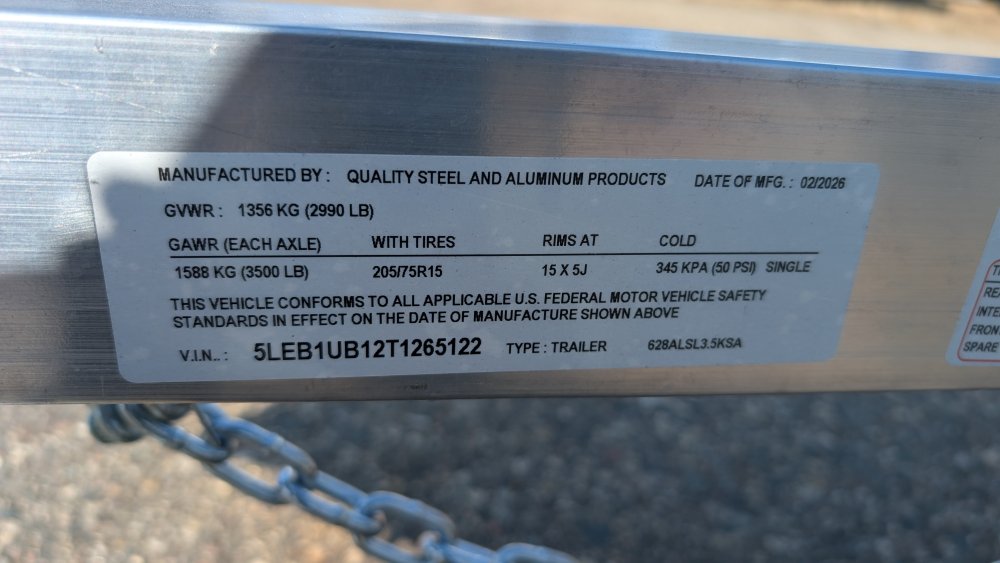 MANUFACTURED BY : QUALITY STEEL AND ALUMINUM PRODUCTS DATE OF MFG. : 02/2026
GVWR : 1356 KG (2990 LB)
GAWR (EACH AXLE) WITH TIRES RIMS AT COLD
1588 KG (3500 LB) 205/75R15 15 X 5J 345 KPA (50 PSI) SINGLE
THIS VEHICLE CONFORMS TO ALL APPLICABLE U.S. FEDERAL MOTOR VEHICLE SAFETY
STANDARDS IN EFFECT ON THE DATE OF MANUFACTURE SHOWN ABOVE
V.I.N.. : 5LEB1UB12T1265122 TYPE : TRAILER 628ALSL3.5KSA
FRON
SPARE